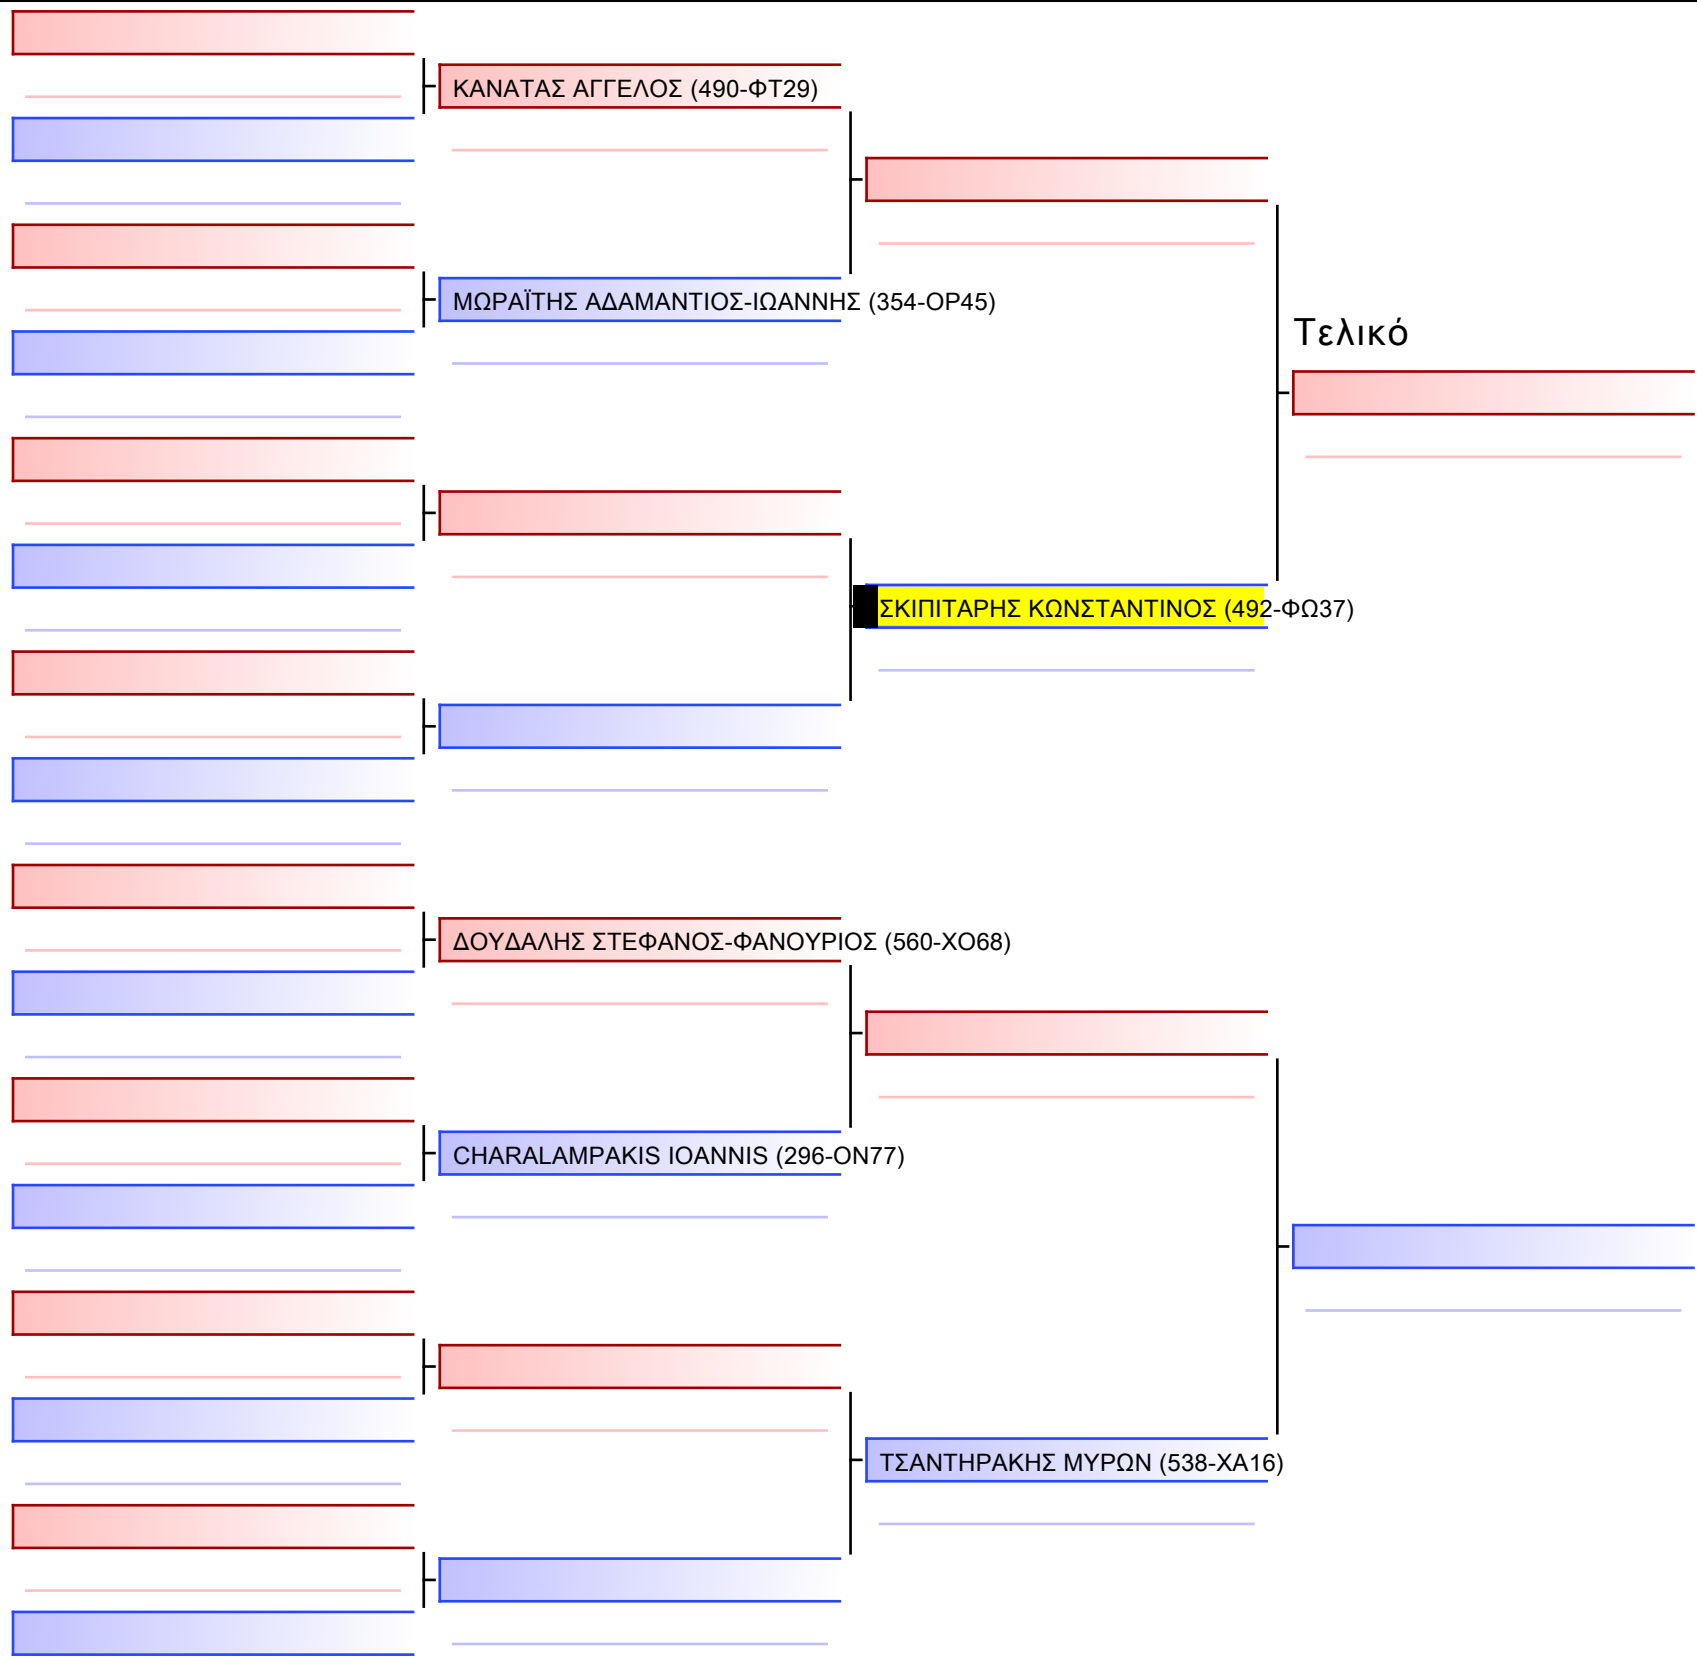 ΚΑΝΑΤΑΣ ΑΓΓΕΛΟΣ (490-ΦΤ29)
ΜΩΡΑΪΤΗΣ ΑΔΑΜΑΝΤΙΟΣ-ΙΩΑΝΝΗΣ (354-ΟΡ45)
Τελικό
ΣΚΙΠΙΤΑΡΗΣ ΚΩΝΣΤΑΝΤΙΝΟΣ (492-ΦΩ37)
ΔΟΥΔΑΛΗΣ ΣΤΕΦΑΝΟΣ-ΦΑΝΟΥΡΙΟΣ (560-ΧΟ68)
CHARALAMPAKIS IOANNIS (296-ΟΝ77)
ΤΣΑΝΤΗΡΑΚΗΣ ΜΥΡΩΝ (538-ΧΑ16)